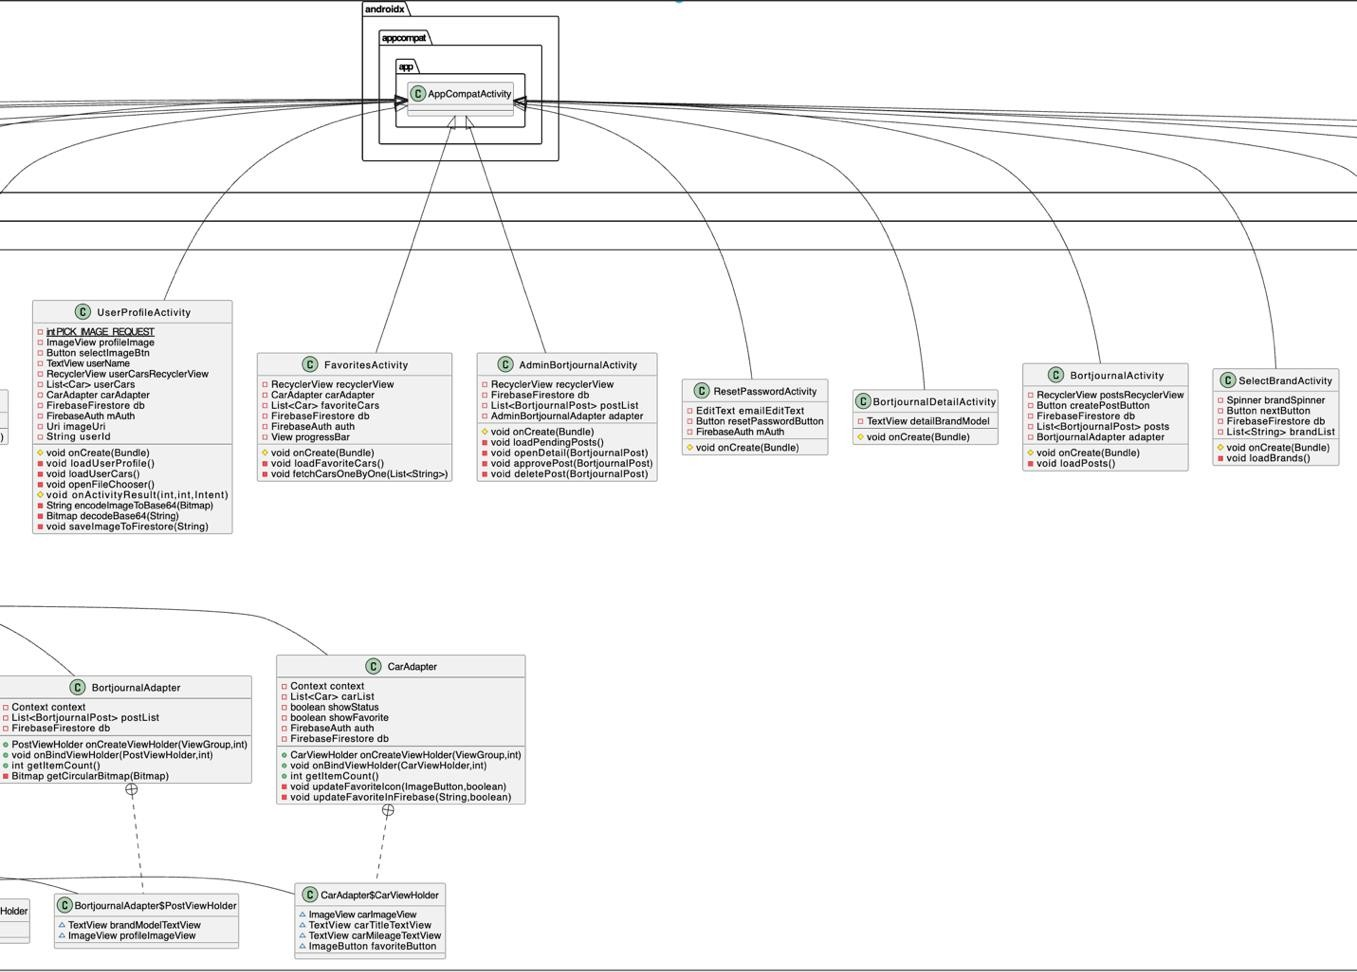 androidx
appcompat
app
C AppCompatActivity
C UserProfileActivity
int PICK_IMAGE_REQUEST
ImageView profileImage
Button selectImageBtn
TextView userName
RecyclerView userCarsRecyclerView
List<Car> userCars
CarAdapter carAdapter
FirebaseFirestore db
FirebaseAuth mAuth
Uri imageUri
String userId
void onCreate(Bundle)
void loadUserProfile()
void loadUserCars()
void openFileChooser()
void onActivityResult(int,int,Intent)
String encodeImageToBase64(Bitmap)
Bitmap decodeBase64(String)
void saveImageToFirestore(String)
C FavoritesActivity
RecyclerView recyclerView
CarAdapter carAdapter
List<Car> favoriteCars
FirebaseFirestore db
FirebaseAuth auth
View progressBar
void onCreate(Bundle)
void loadFavoriteCars()
void fetchCarsOneByOne(List<String>)
C AdminBortjournalActivity
RecyclerView recyclerView
FirebaseFirestore db
List<BortjournalPost> postList
AdminBortjournalAdapter adapter
void onCreate(Bundle)
void loadPendingPosts()
void openDetail(BortjournalPost)
void approvePost(BortjournalPost)
void deletePost(BortjournalPost)
C ResetPasswordActivity
EditText emailEditText
Button resetPasswordButton
FirebaseAuth mAuth
void onCreate(Bundle)
C BortjournalDetailActivity
TextView detailBrandModel
void onCreate(Bundle)
C BortjournalActivity
RecyclerView postsRecyclerView
Button createPostButton
FirebaseFirestore db
List<BortjournalPost> posts
BortjournalAdapter adapter
void onCreate(Bundle)
void loadPosts()
C SelectBrandActivity
Spinner brandSpinner
Button nextButton
FirebaseFirestore db
List<String> brandList
void onCreate(Bundle)
void loadBrands()
)
C BortjournalAdapter
Context context
List<BortjournalPost> postList
FirebaseFirestore db
PostViewHolder onCreateViewHolder(ViewGroup,int)
void onBindViewHolder(PostViewHolder,int)
int getItemCount()
Bitmap getCircularBitmap(Bitmap)
C CarAdapter
Context context
List<Car> carList
boolean showStatus
boolean showFavorite
FirebaseAuth auth
FirebaseFirestore db
CarViewHolder onCreateViewHolder(ViewGroup,int)
void onBindViewHolder(CarViewHolder,int)
int getItemCount()
void updateFavoriteIcon(ImageButton,boolean)
void updateFavoriteInFirebase(String,boolean)
Holder
C BortjournalAdapter$PostViewHolder
TextView brandModelTextView
ImageView profileImageView
C CarAdapter$CarViewHolder
ImageView carImageView
TextView carTitleTextView
TextView carMileageTextView
ImageButton favoriteButton